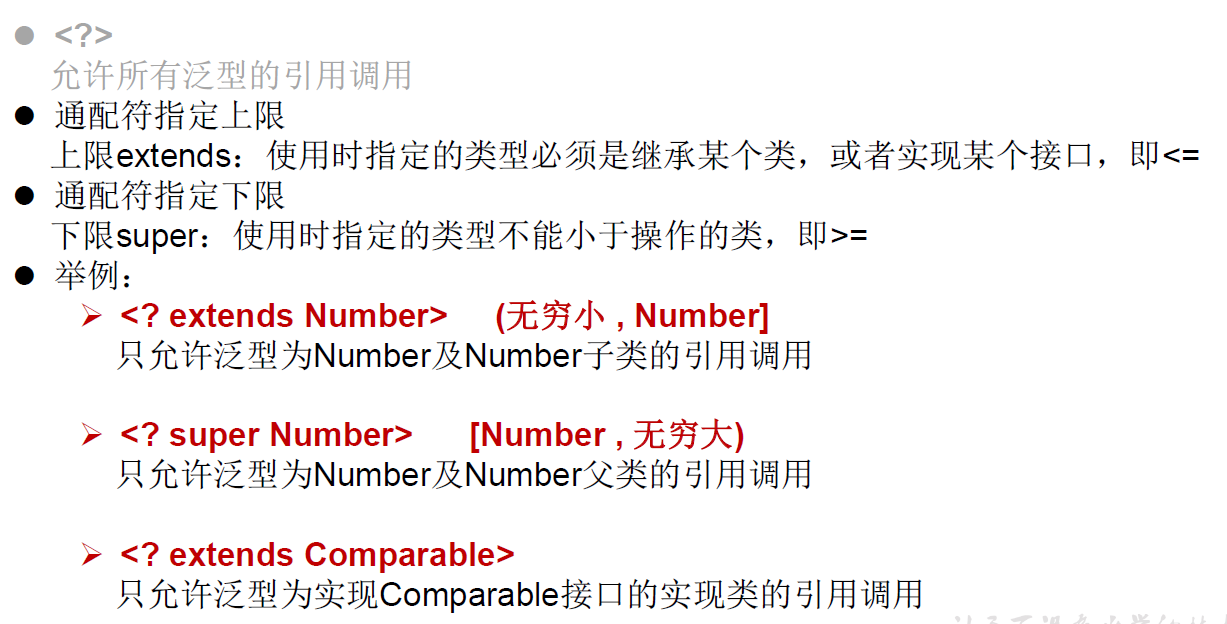 <?>
允许所有泛型的引用调用
通配符指定上限
上限extends：使用时指定的类型必须是继承某个类，或者实现某个接口，即<=
通配符指定下限
下限super：使用时指定的类型不能小于操作的类，即>=
举例：
<? extends Number> (无穷小 , Number]
只允许泛型为Number及Number子类的引用调用
<? super Number> [Number , 无穷大)
只允许泛型为Number及Number父类的引用调用
<? extends Comparable>
只允许泛型为实现Comparable接口的实现类的引用调用